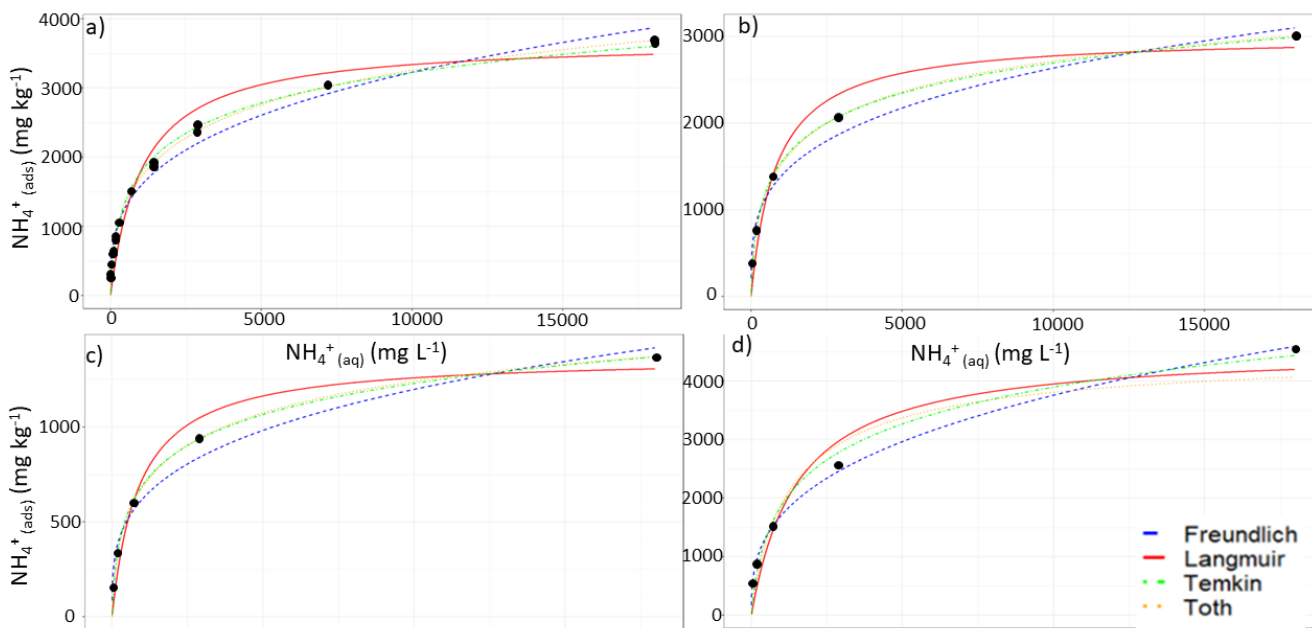 a)
4000
3000
2000
1000
0
NH₄⁺ (ads) (mg kg⁻¹)
0 5000 10000 15000
NH₄⁺ (aq) (mg L⁻¹)
b)
3000
2000
1000
0
0 5000 10000 15000
NH₄⁺ (aq) (mg L⁻¹)
c)
1000
500
0
NH₄⁺ (ads) (mg kg⁻¹)
d)
4000
3000
2000
1000
0
Freundlich
Langmuir
Temkin
Toth